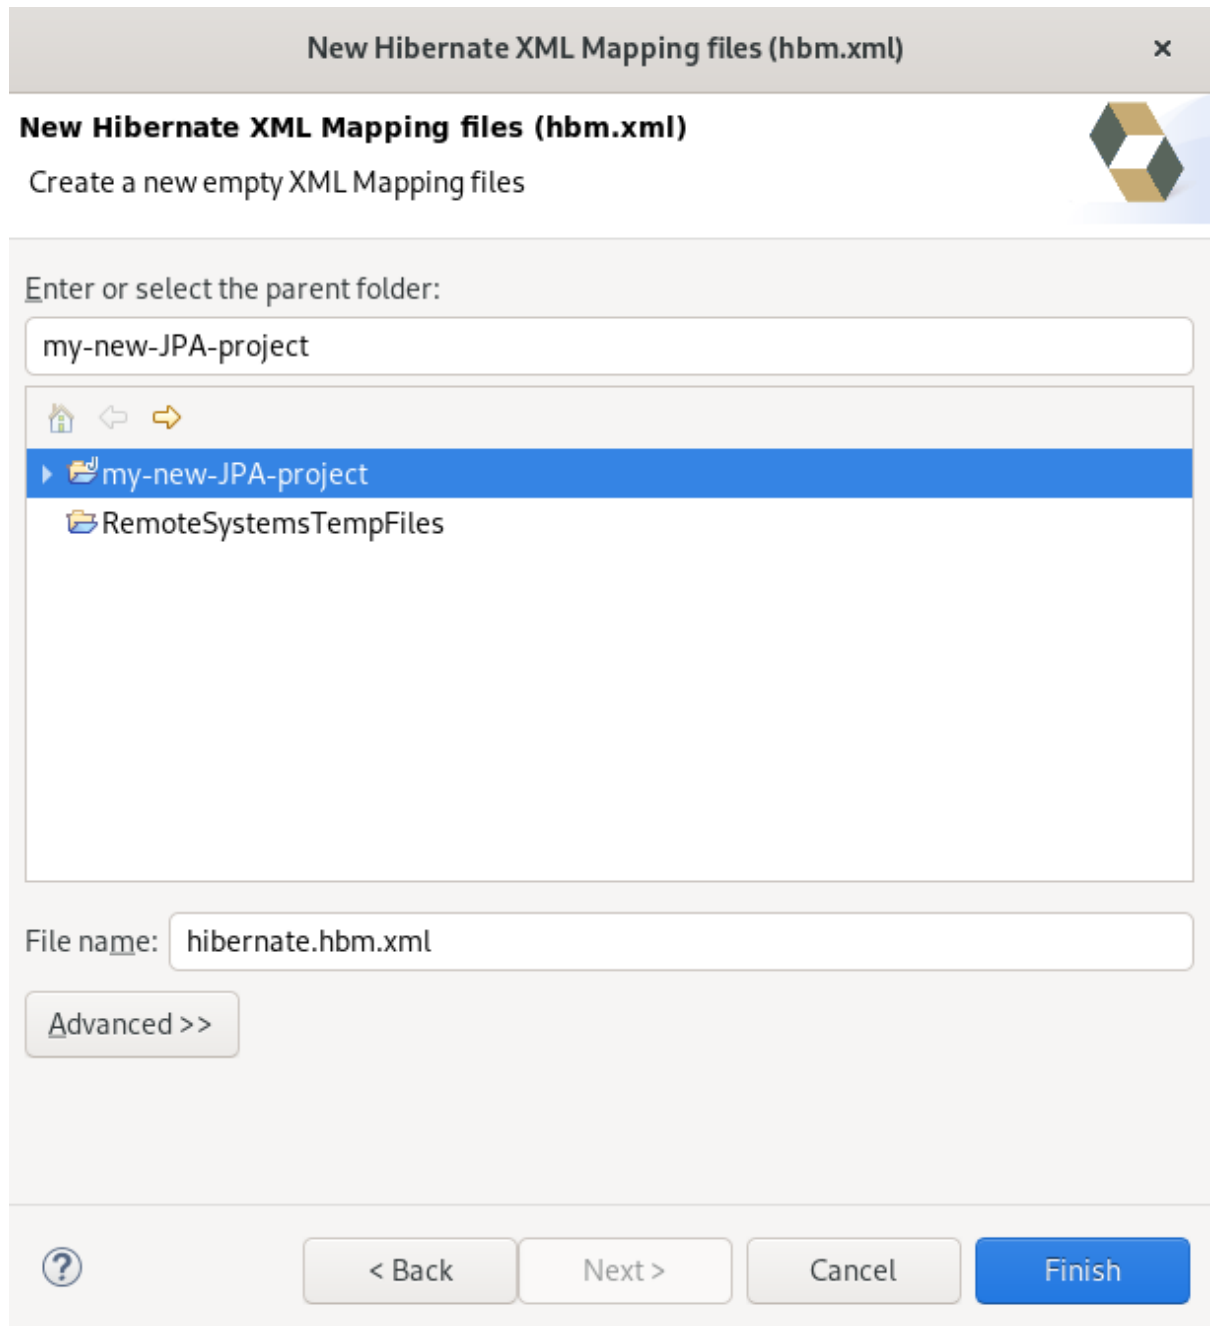 New Hibernate XML Mapping files (hbm.xml) ×
New Hibernate XML Mapping files (hbm.xml)
Create a new empty XML Mapping files
Enter or select the parent folder:
my-new-JPA-project
my-new-JPA-project
RemoteSystemsTempFiles
File name: hibernate.hbm.xml
Advanced >>
? < Back Next > Cancel Finish